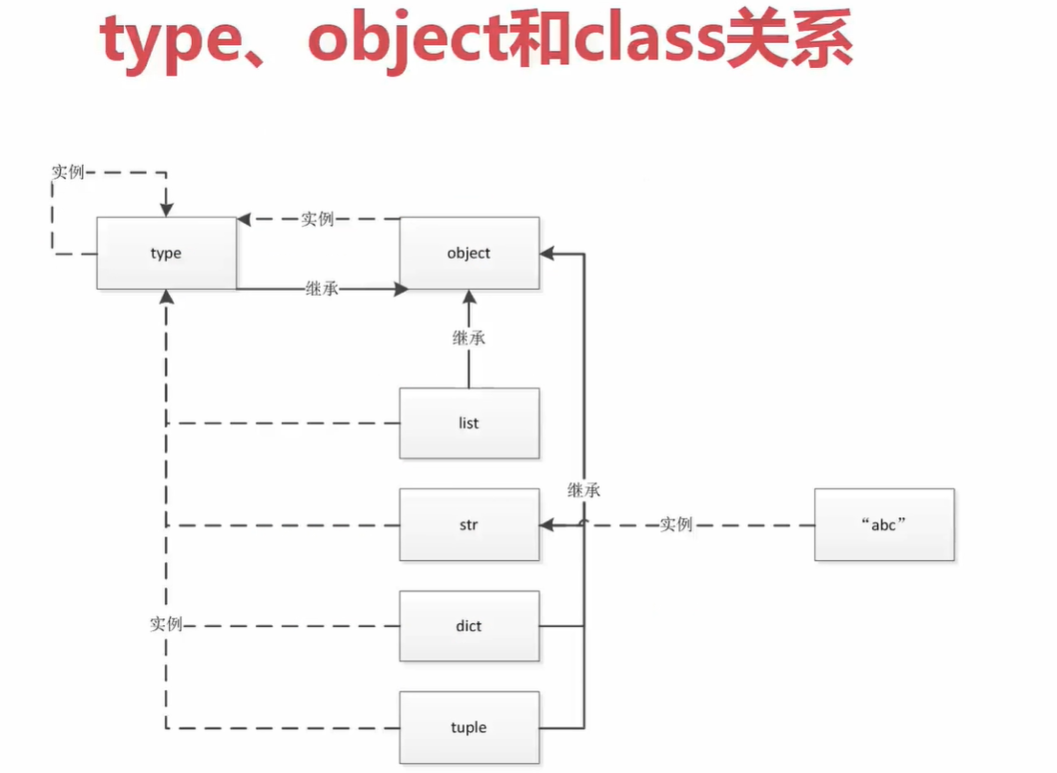 type、object和class关系
实例
实例
type
object
继承
继承
list
继承
str
实例
“abc”
实例
dict
tuple